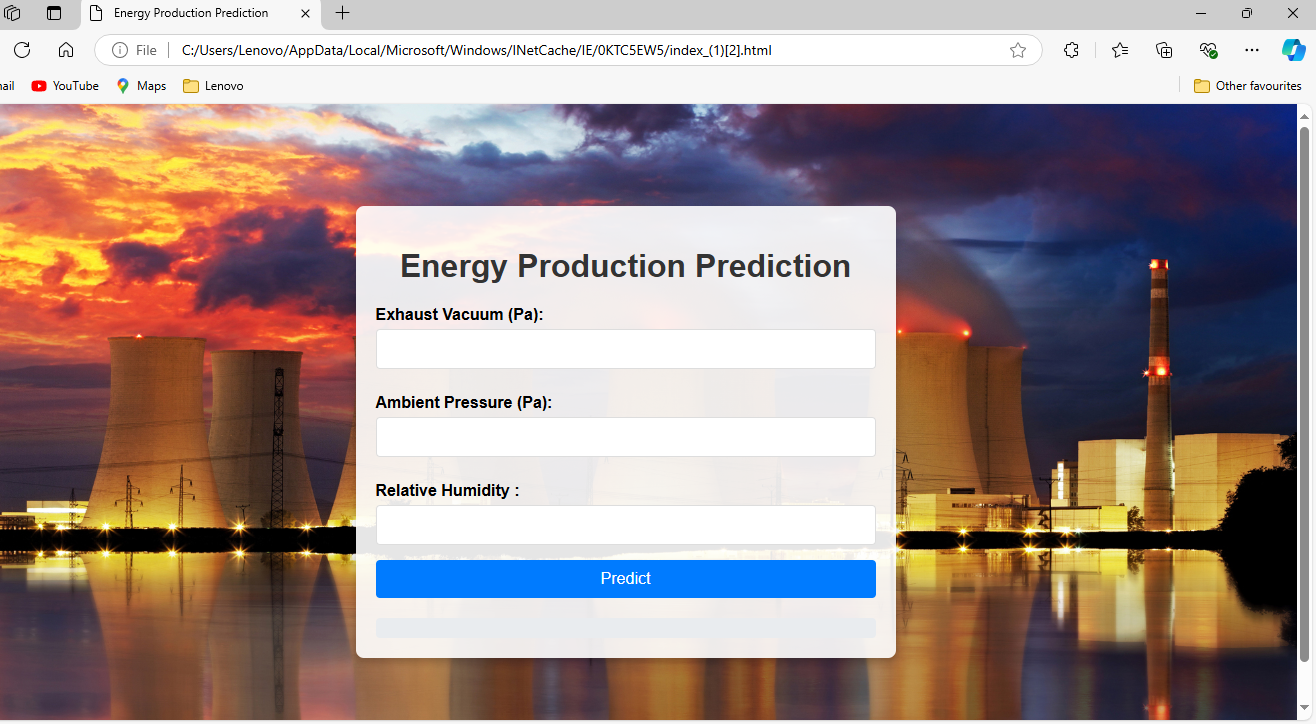 Energy Production Prediction
File
C:/Users/Lenovo/AppData/Local/Microsoft/Windows/INetCache/IE/0KTC5EW5/index_(1)[2].html
YouTube
Maps
Lenovo
Other favourites
Energy Production Prediction
Exhaust Vacuum (Pa):
Ambient Pressure (Pa):
Relative Humidity :
Predict